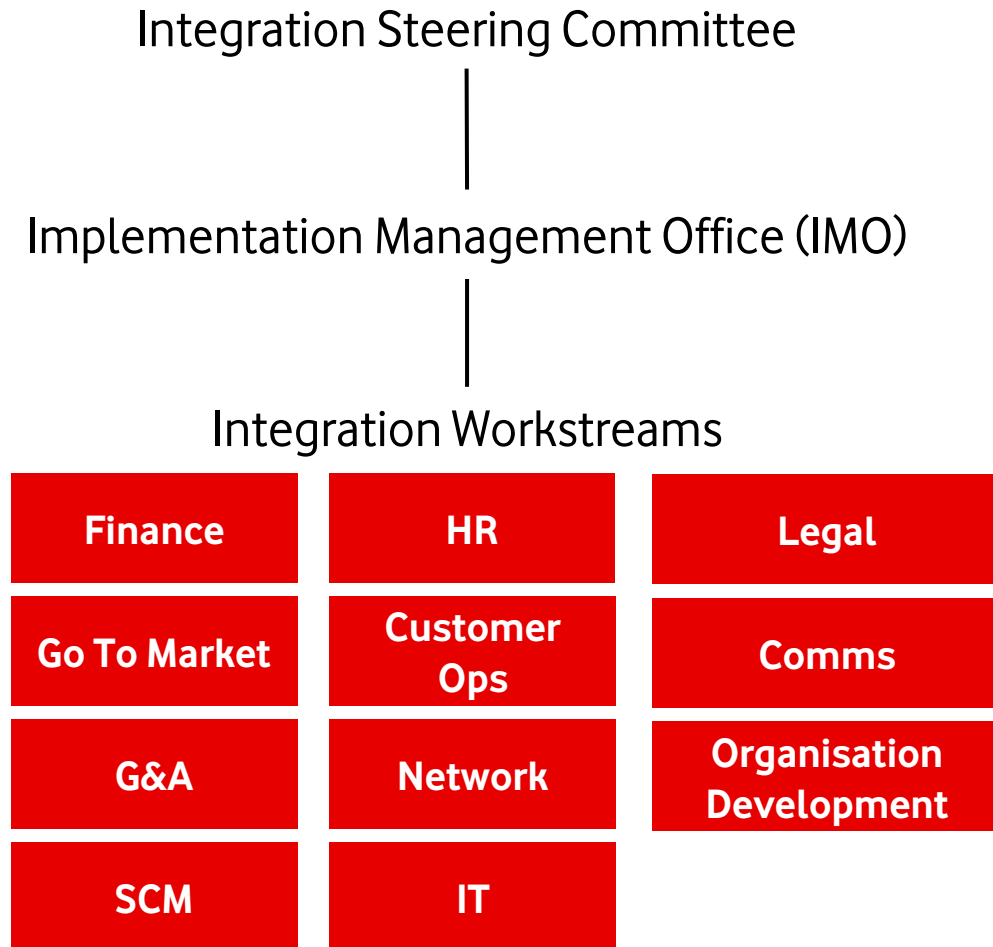 Integration Steering Committee
Implementation Management Office (IMO)
Integration Workstreams
Finance
HR
Legal
Go To Market
Customer
Ops
Comms
G&A
Network
Organisation
Development
SCM
IT